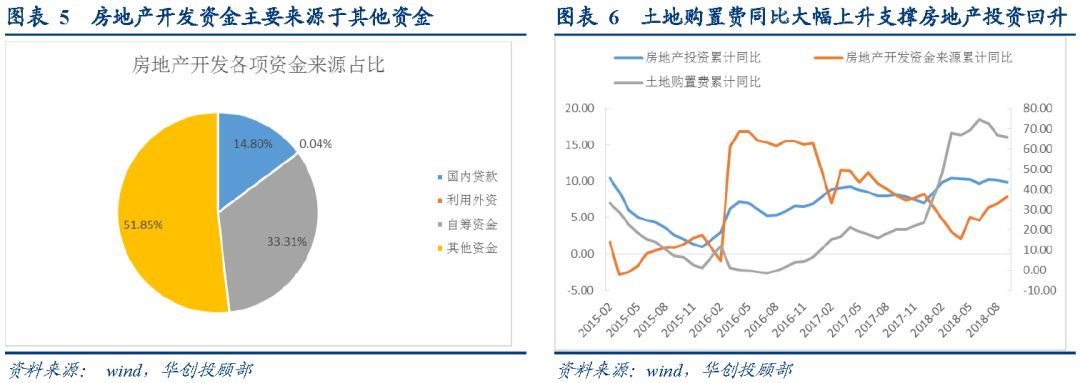 图表 5 房地产开发资金主要来源于其他资金
房地产开发各项资金来源占比
14.80%
0.04%
33.31%
51.85%
国内贷款
利用外资
自筹资金
其他资金
资料来源： wind，华创投顾部
图表 6 土地购置费同比大幅上升支撑房地产投资回升
房地产投资累计同比
房地产开发资金来源累计同比
土地购置费累计同比
20.00
15.00
10.00
5.00
0.00
-5.00
80.00
70.00
60.00
50.00
40.00
30.00
20.00
10.00
0.00
-10.00
2015-02
2015-05
2015-08
2015-11
2016-02
2016-05
2016-08
2016-11
2017-02
2017-05
2017-08
2017-11
2018-02
2018-05
2018-08
资料来源： wind，华创投顾部